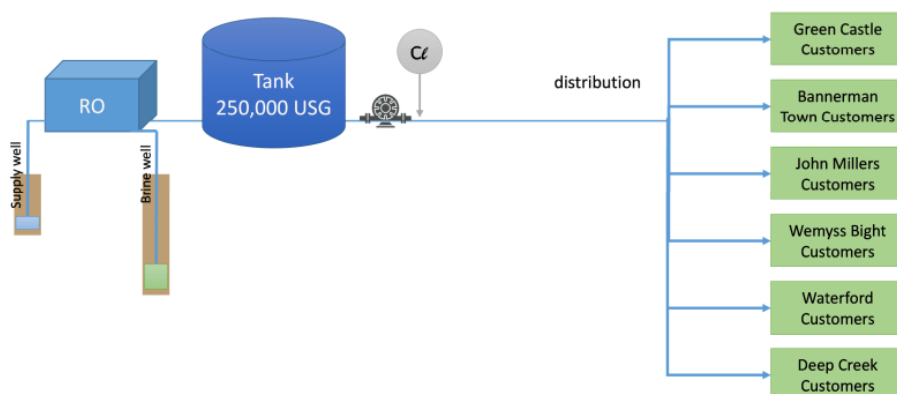 RO
Supply well
Brine well
Tank
250,000 USG
Cℓ
distribution
Green Castle
Customers
Bannerman
Town Customers
John Millers
Customers
Wemyss Bight
Customers
Waterford
Customers
Deep Creek
Customers